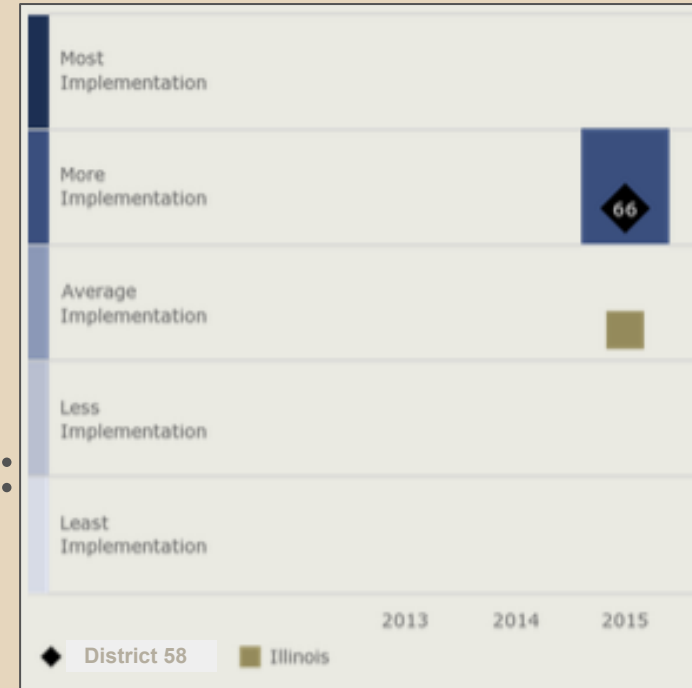 Most
Implementation
More
Implementation
66
Average
Implementation
Less
Implementation
Least
Implementation
2013 2014 2015
District 58 Illinois